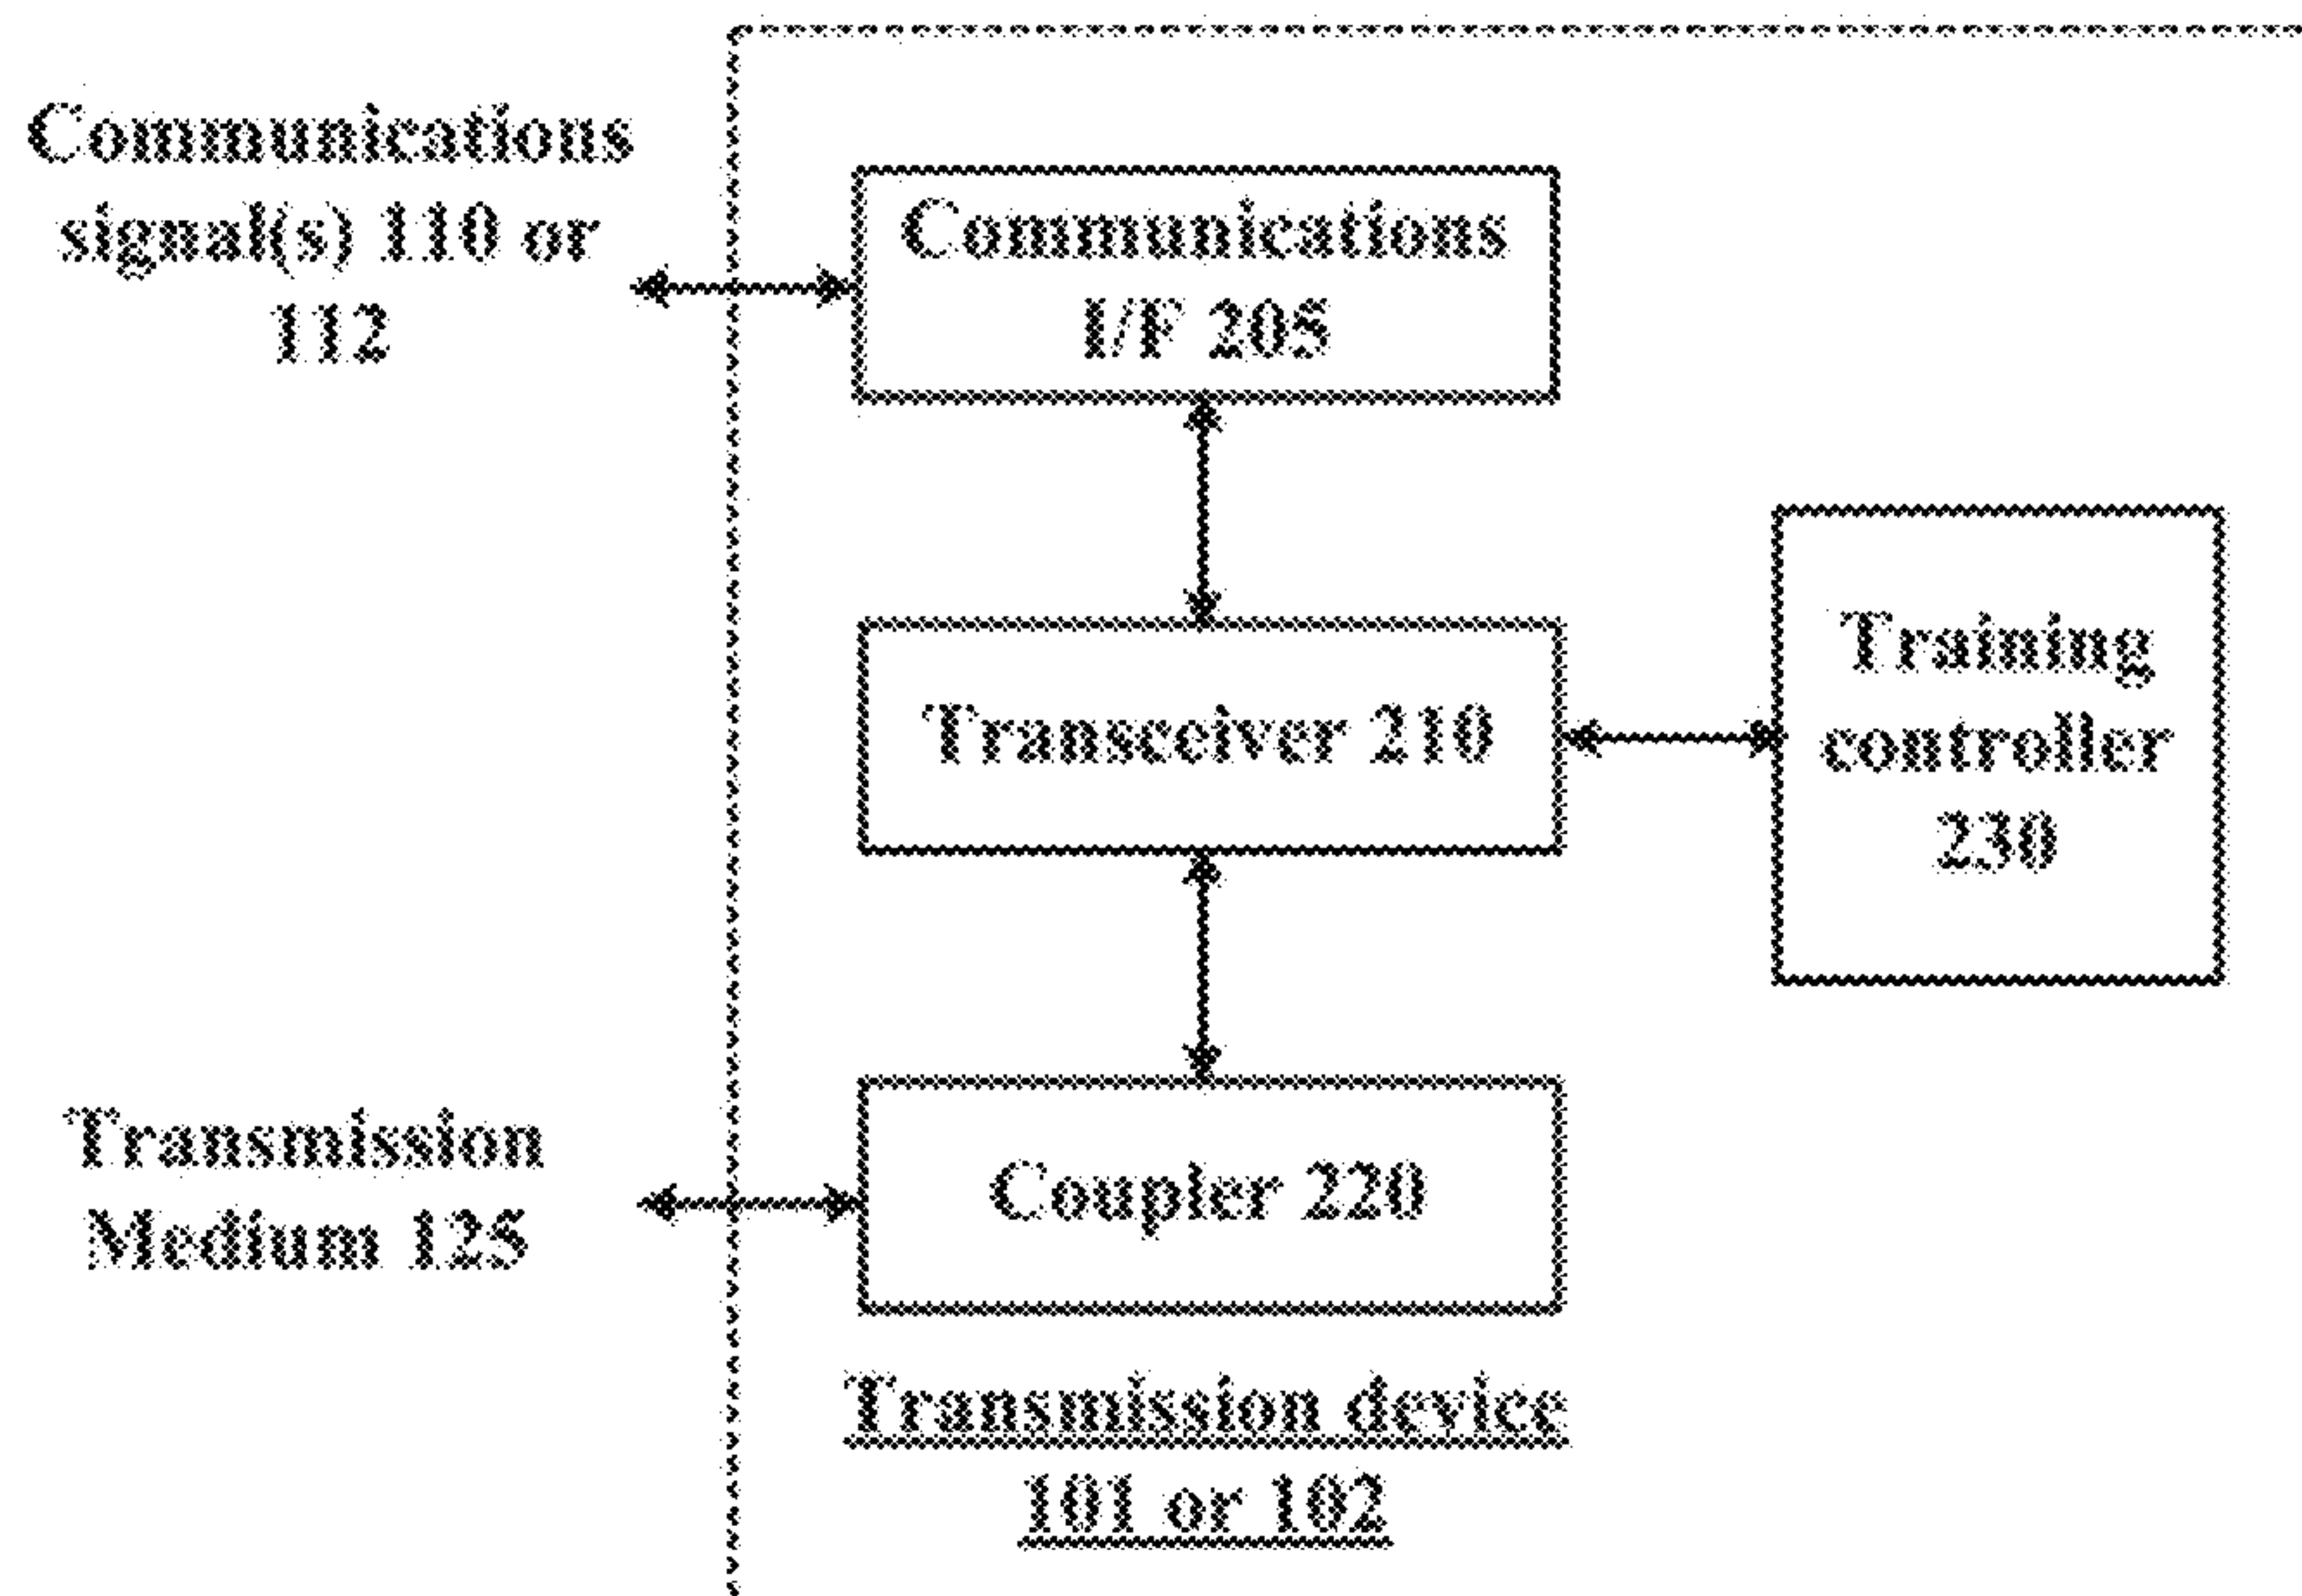 Communications
signal(s) 110 or
112
Communications
I/F 205
Transceiver 210
Training
controller
230
Transmission
Medium 125
Coupler 220
Transmission device
101 or 102